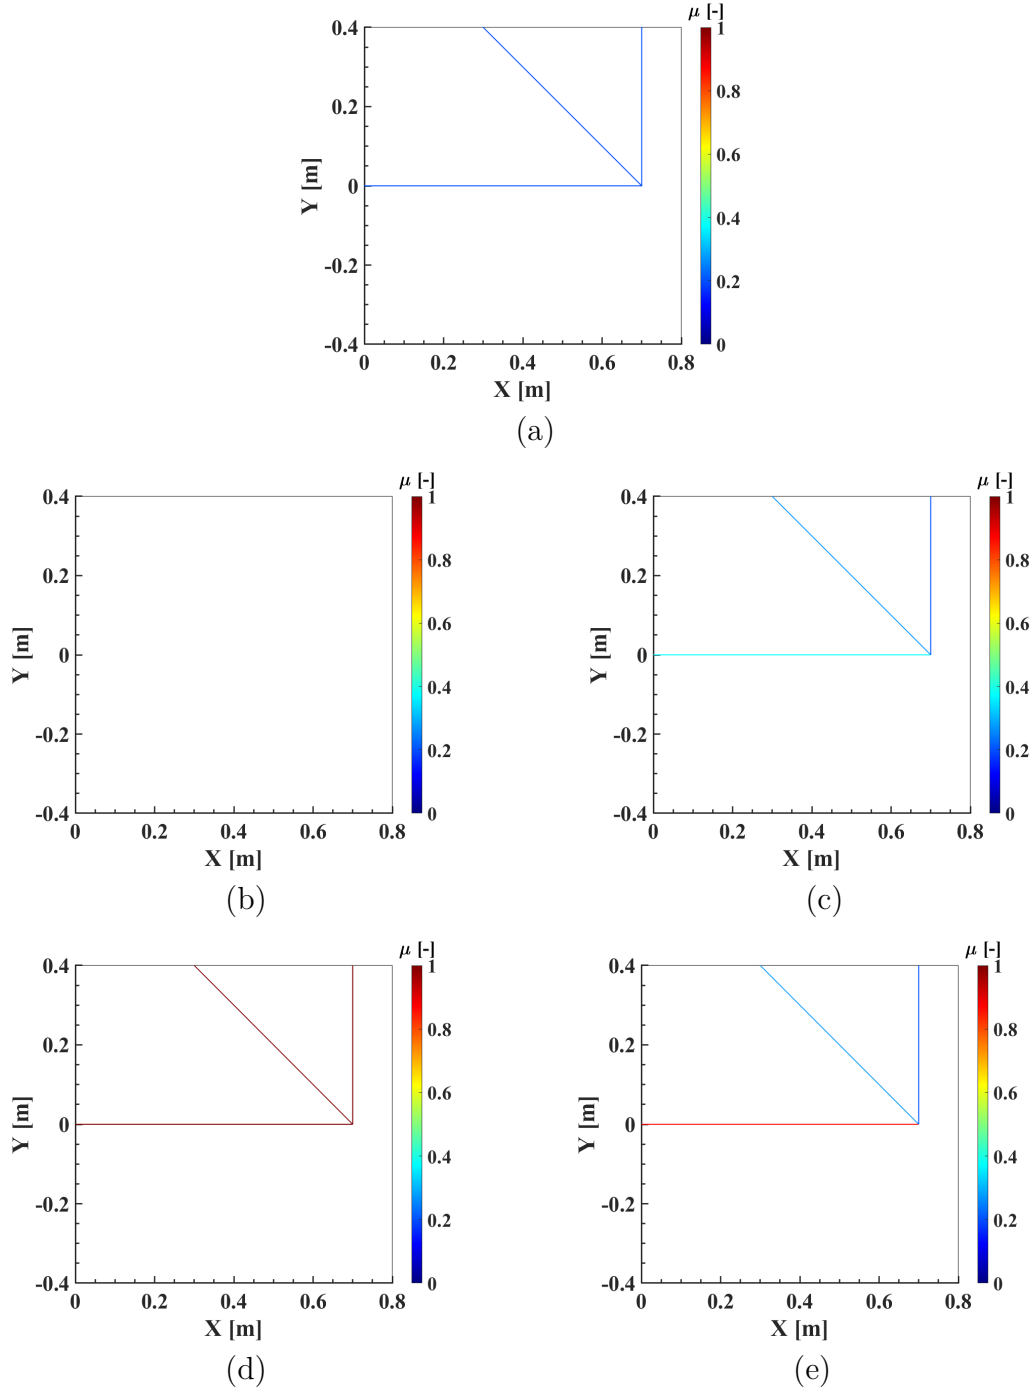 μ [-]
0.4 1
0.8
0.2
0.6
Y [m] 0
0.4
-0.2
0.2
-0.4 0
0 0.2 0.4 0.6 0.8
X [m]
(a)
μ [-] μ [-]
0.4 1 0.4 1
0.8 0.8
0.2 0.2
0.6 0.6
Y [m] 0 Y [m] 0
0.4 0.4
-0.2 0.2 -0.2 0.2
-0.4 0 -0.4 0
0 0.2 0.4 0.6 0.8 0 0.2 0.4 0.6 0.8
X [m] X [m]
(b) (c)
μ [-] μ [-]
0.4 1 0.4 1
0.8 0.8
0.2 0.2
0.6 0.6
Y [m] 0 Y [m] 0
0.4 0.4
-0.2 0.2 -0.2 0.2
-0.4 0 -0.4 0
0 0.2 0.4 0.6 0.8 0 0.2 0.4 0.6 0.8
X [m] X [m]
(d) (e)